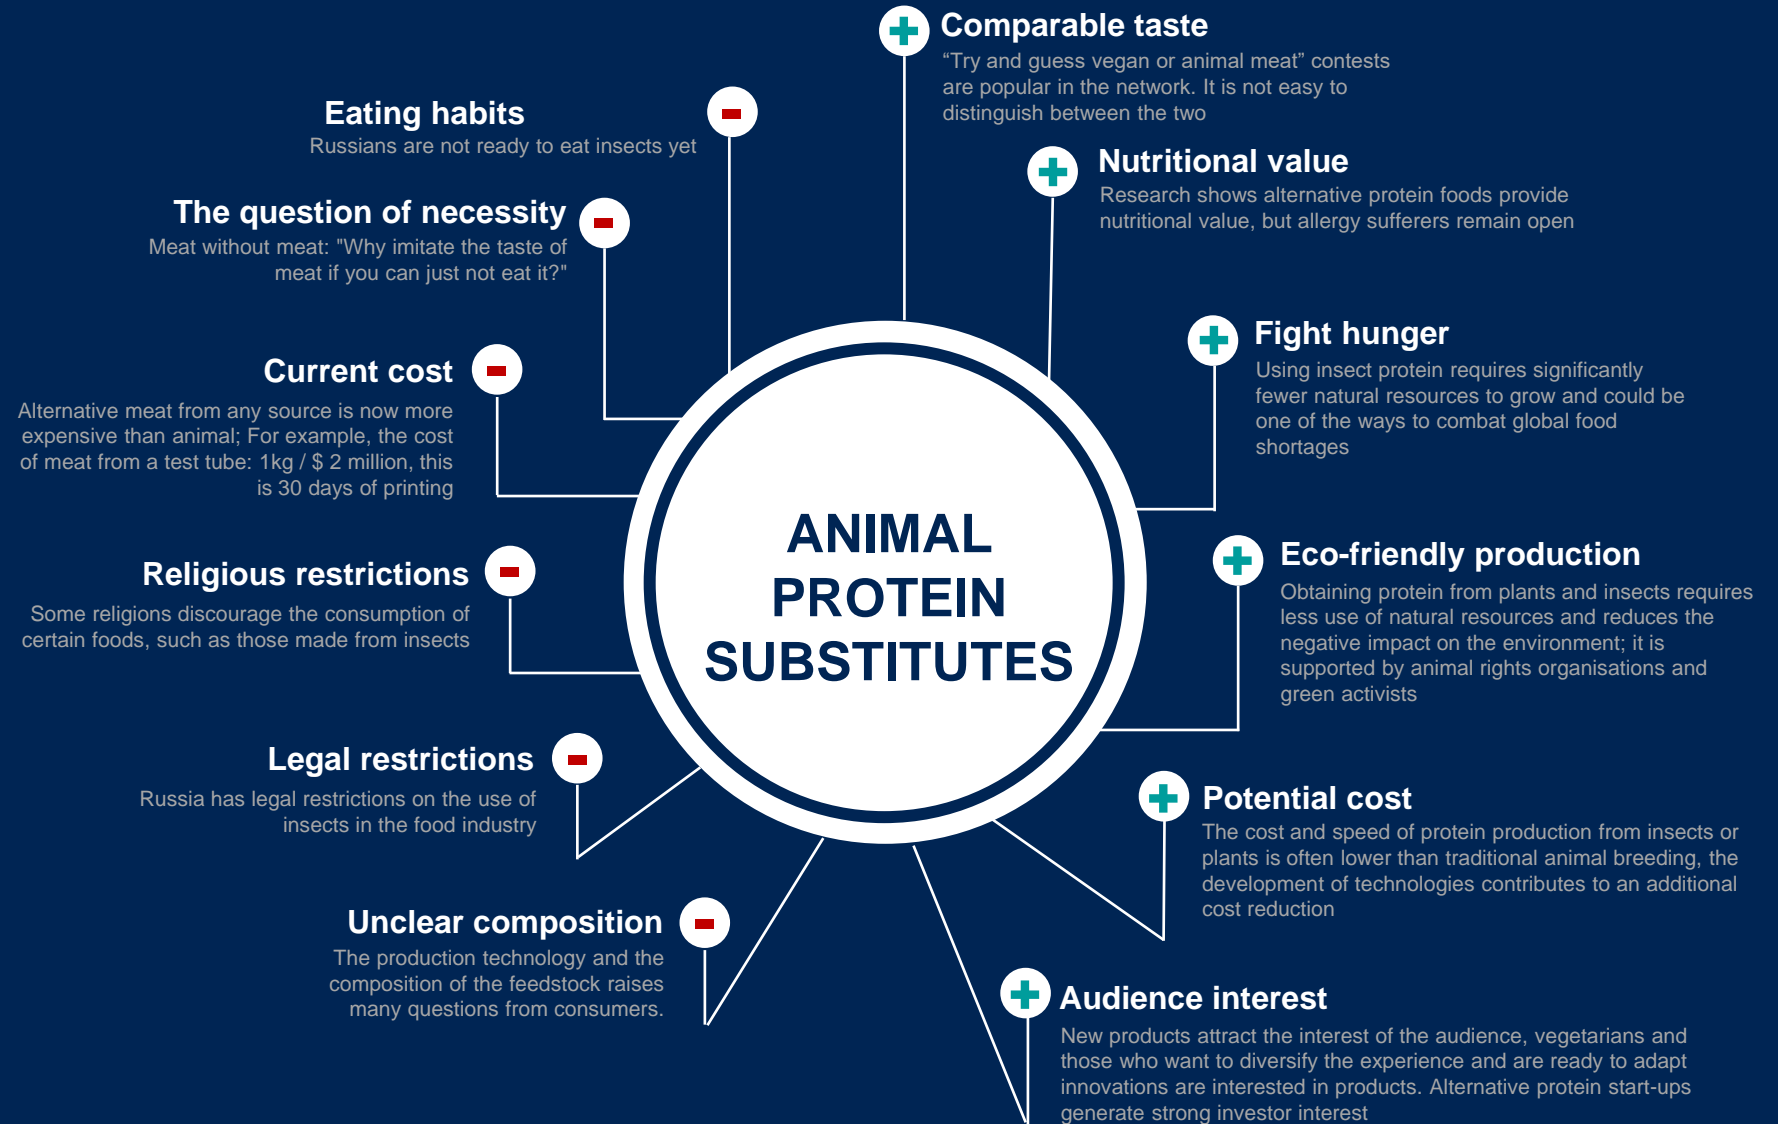 Comparable taste
“Try and guess vegan or animal meat” contests
are popular in the network. It is not easy to
distinguish between the two
Eating habits
Russians are not ready to eat insects yet
Nutritional value
Research shows alternative protein foods provide
nutritional value, but allergy sufferers remain open
The question of necessity
Meat without meat: "Why imitate the taste of
meat if you can just not eat it?"
Fight hunger
Using insect protein requires significantly
fewer natural resources to grow and could be
one of the ways to combat global food
shortages
Current cost
Alternative meat from any source is now more
expensive than animal; For example, the cost
of meat from a test tube: 1kg / $ 2 million, this
is 30 days of printing
ANIMAL
PROTEIN
SUBSTITUTES
Eco-friendly production
Obtaining protein from plants and insects requires
less use of natural resources and reduces the
negative impact on the environment; it is
supported by animal rights organisations and
green activists
Religious restrictions
Some religions discourage the consumption of
certain foods, such as those made from insects
Legal restrictions
Russia has legal restrictions on the use of
insects in the food industry
Potential cost
The cost and speed of protein production from insects or
plants is often lower than traditional animal breeding, the
development of technologies contributes to an additional
cost reduction
Unclear composition
The production technology and the
composition of the feedstock raises
many questions from consumers.
Audience interest
New products attract the interest of the audience, vegetarians and
those who want to diversify the experience and are ready to adapt
innovations are interested in products. Alternative protein start-ups
generate strong investor interest